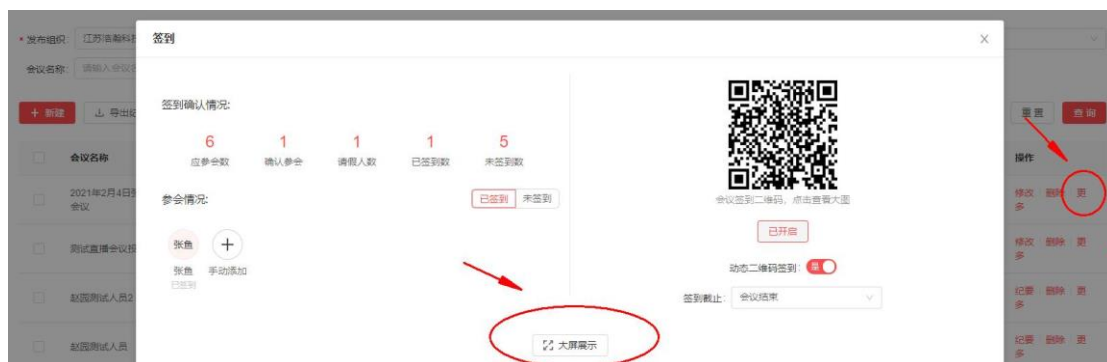 * 发布组织: 江苏浩瀚科技
签到
会议名称: 请输入会议名
签到确认情况:
+ 新建 导出纪
重置 查询
6 1 1 1 5
应参会数 确认参会 请假人数 已签到数 未签到数
会议名称
操作
2021年2月4日
会议
参会情况:
已签到 未签到
会议签到二维码,点击查看大图
修改 删除 更
多
已开启
张鱼
测试直播会议
修改 删除 更
多
张鱼 手动添加
已签到
动态二维码签到: 是
签到截止: 会议结束
赵园测试人员2
纪要 删除 更
多
大屏展示
赵园测试人员
纪要 删除 更
多